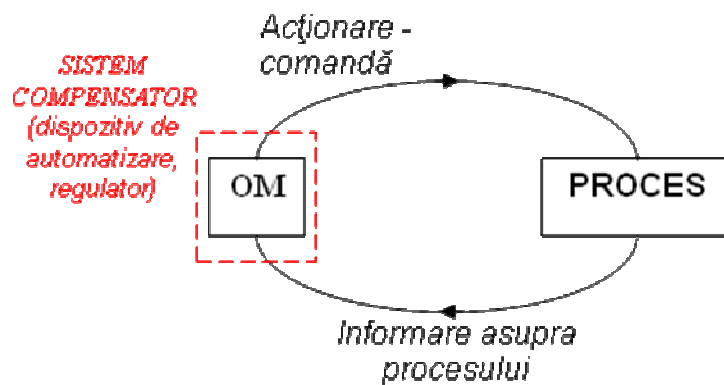 Acţionare -
comandă
SISTEM
COMPENSATOR
(dispozitiv de
automatizare,
regulator)
OM
PROCES
Informare asupra
procesului